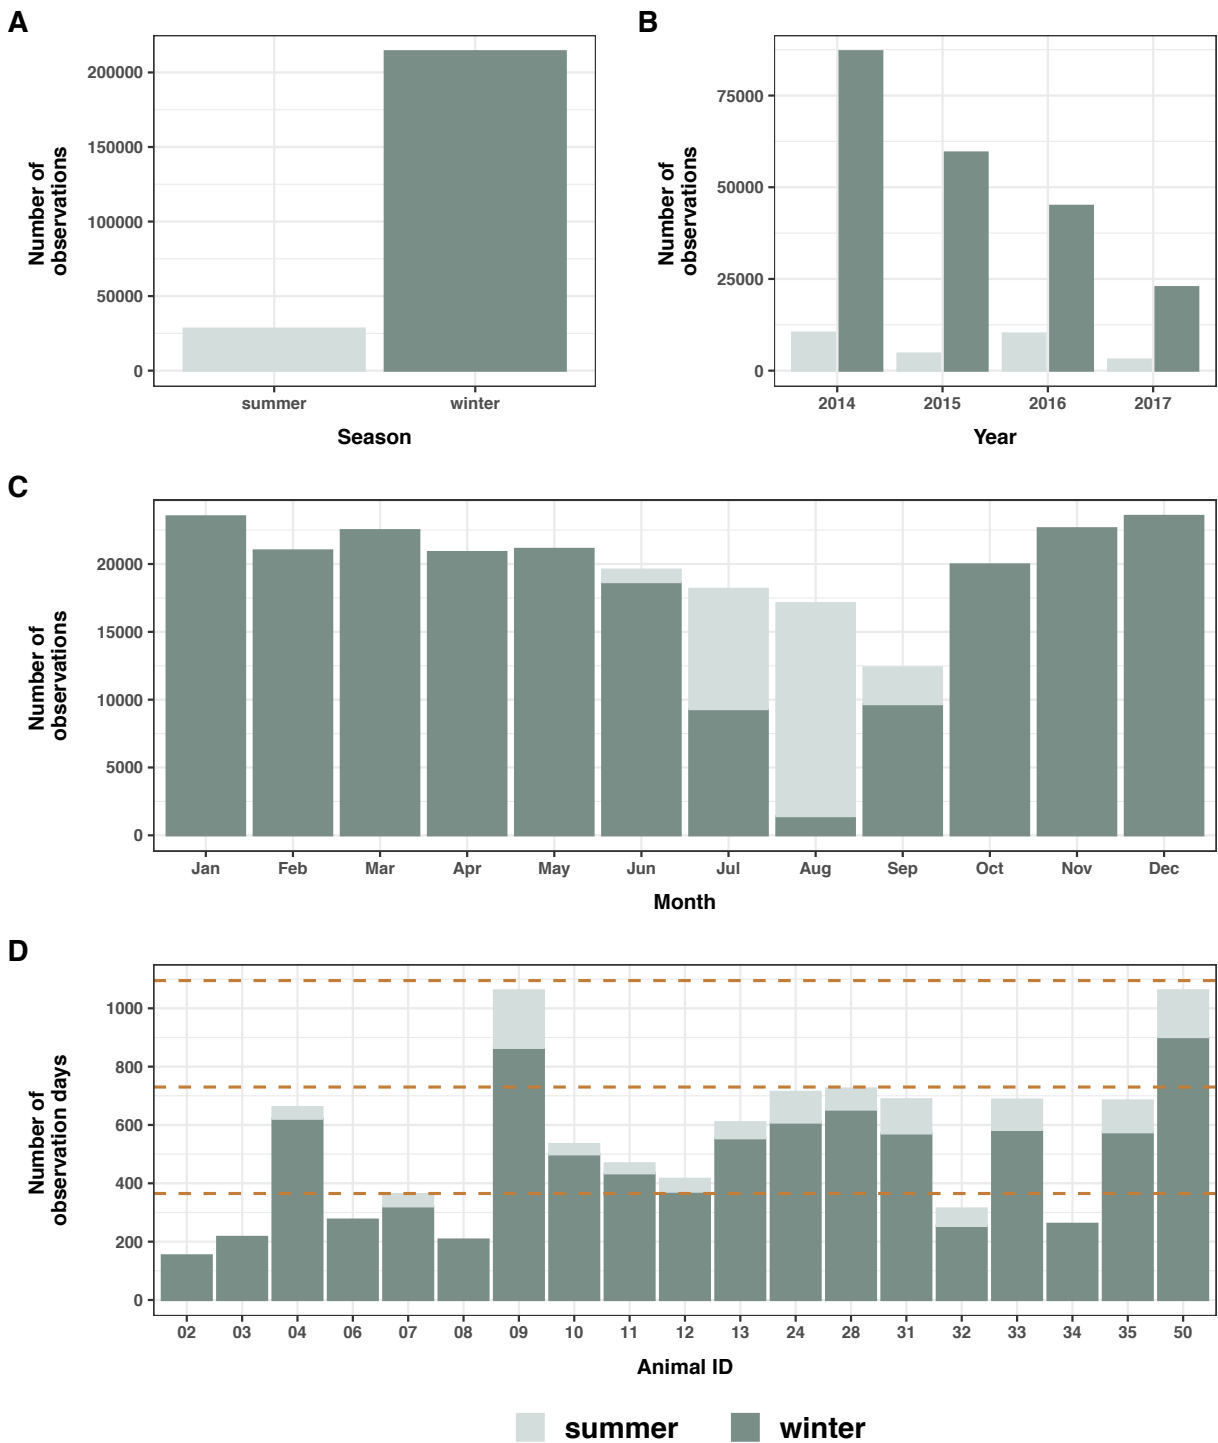 A
B
Number of
observations
200000
150000
100000
50000
0
summer winter
Season
Number of
observations
75000
50000
25000
0
2014 2015 2016 2017
Year
C
Number of
observations
20000
15000
10000
5000
0
Jan Feb Mar Apr May Jun Jul Aug Sep Oct Nov Dec
Month
D
Number of
observation days
1000
800
600
400
200
0
02 03 04 06 07 08 09 10 11 12 13 24 28 31 32 33 34 35 50
Animal ID
summer winter